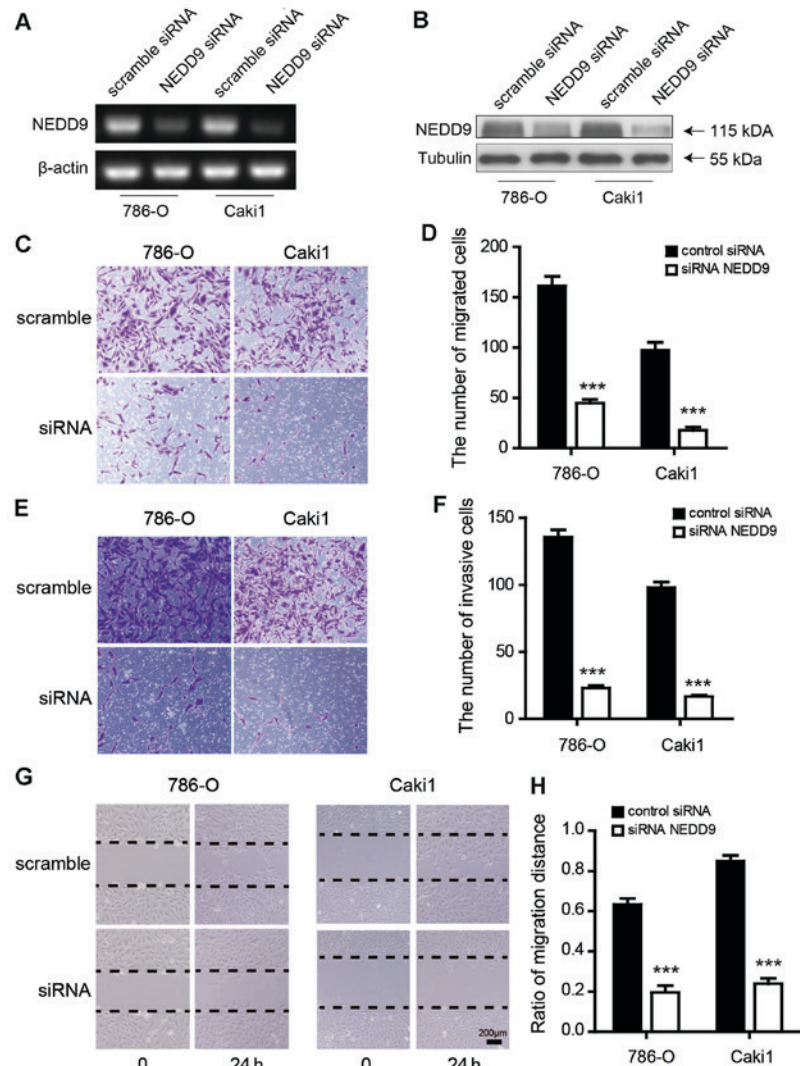 A
scramble siRNA
NEDD9 siRNA
scramble siRNA
NEDD9 siRNA
NEDD9
β-actin
786-O Caki1
B
scramble siRNA
NEDD9 siRNA
scramble siRNA
NEDD9 siRNA
NEDD9 ← 115 kDA
Tubulin ← 55 kDa
786-O Caki1
C
786-O Caki1
scramble
siRNA
D
The number of migrated cells
200
150
100
50
0
control siRNA
siRNA NEDD9
***
***
786-O Caki1
E
786-O Caki1
scramble
siRNA
F
The number of invasive cells
150
100
50
0
control siRNA
siRNA NEDD9
***
***
786-O Caki1
G
786-O Caki1
scramble
siRNA
200μm
0 24 h 0 24 h
H
Ratio of migration distance
1.0
0.8
0.6
0.4
0.2
0.0
control siRNA
siRNA NEDD9
***
***
786-O Caki1